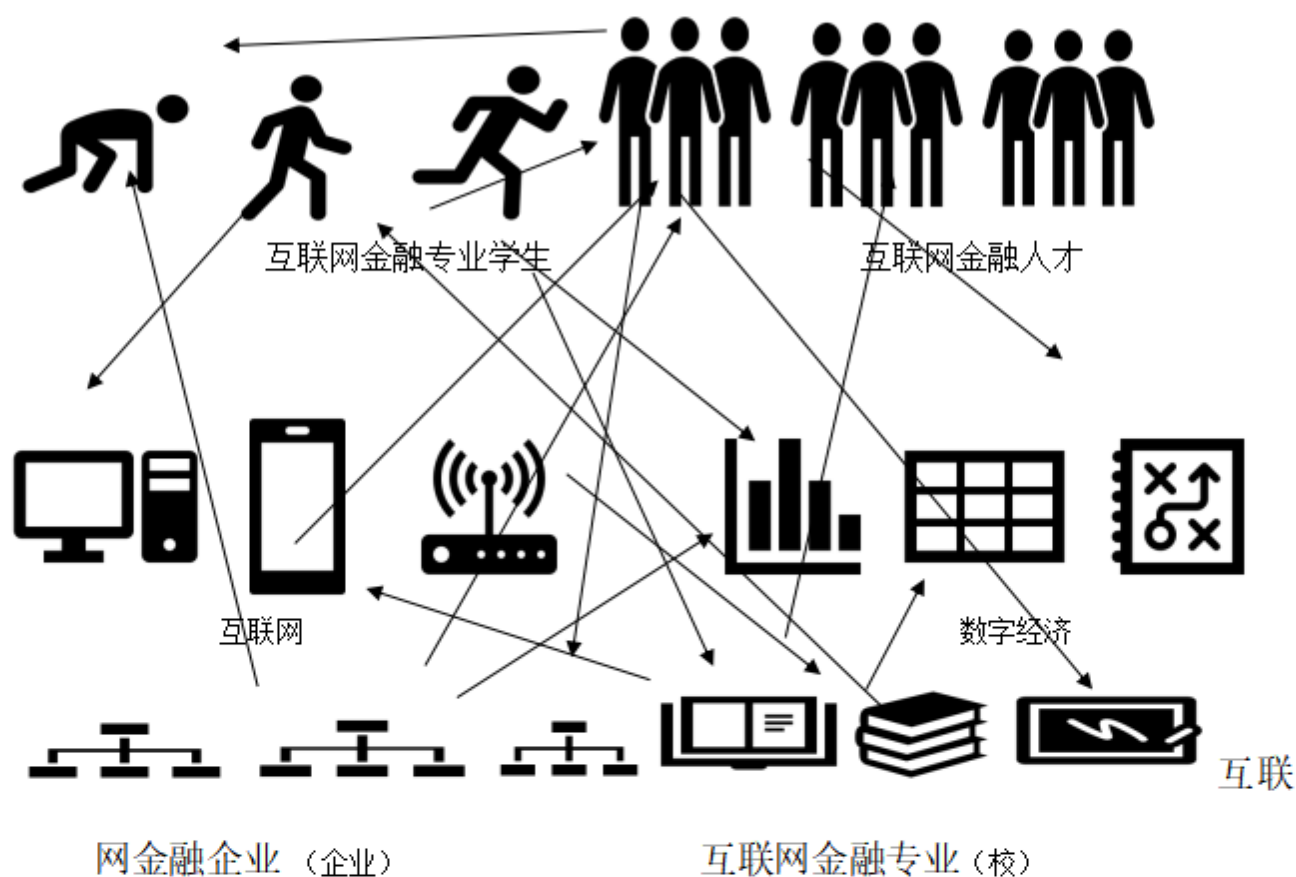 互联网金融专业学生
互联网金融人才
互联网
数字经济
互联
网金融企业（企业）
互联网金融专业（校）